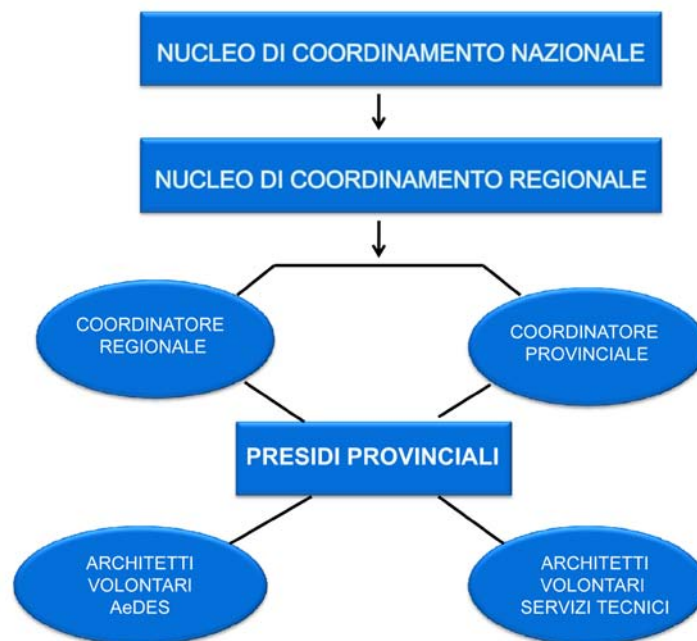 NUCLEO DI COORDINAMENTO NAZIONALE
NUCLEO DI COORDINAMENTO REGIONALE
COORDINATORE
REGIONALE
COORDINATORE
PROVINCIALE
PRESIDI PROVINCIALI
ARCHITETTI
VOLONTARI
AeDES
ARCHITETTI
VOLONTARI
SERVIZI TECNICI